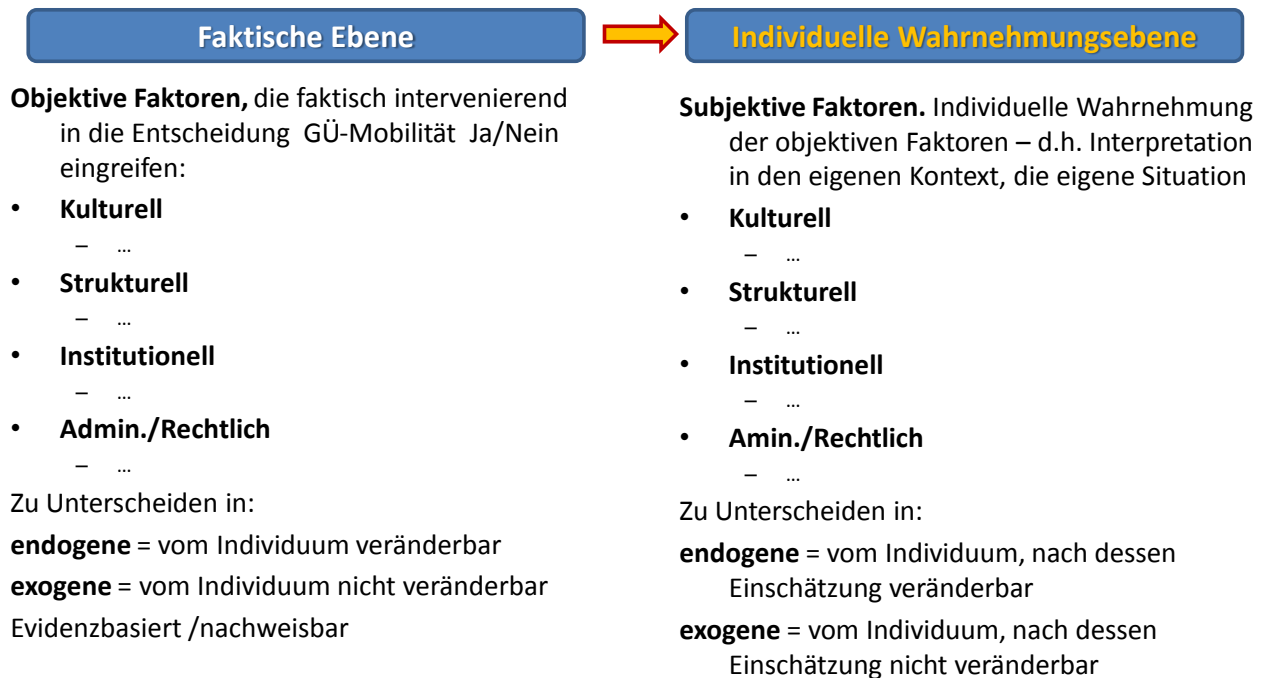 Faktische Ebene
Objektive Faktoren, die faktisch intervenierend
in die Entscheidung GÜ-Mobilität Ja/Nein
eingreifen:
• Kulturell
– ...
• Strukturell
– ...
• Institutionell
– ...
• Admin./Rechtlich
– ...
Zu Unterscheiden in:
endogene = vom Individuum veränderbar
exogene = vom Individuum nicht veränderbar
Evidenzbasiert /nachweisbar
Individuelle Wahrnehmungsebene
Subjektive Faktoren. Individuelle Wahrnehmung
der objektiven Faktoren – d.h. Interpretation
in den eigenen Kontext, die eigene Situation
• Kulturell
– ...
• Strukturell
– ...
• Institutionell
– ...
• Amin./Rechtlich
– ...
Zu Unterscheiden in:
endogene = vom Individuum, nach dessen
Einschätzung veränderbar
exogene = vom Individuum, nach dessen
Einschätzung nicht veränderbar